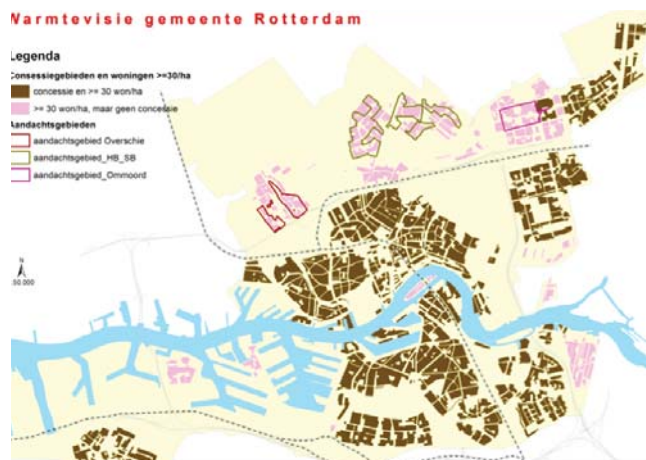 Warmtevisie gemeente Rotterdam
Legenda
Consessiegebieden en woningen >=30/ha
concessie en >= 30 won/ha
>= 30 won/ha, maar geen concessie
Aandachtsgebieden
aandachtsgebied Overschie
aandachtsgebied_HB_SB
aandachtsgebied_Ommoord
N